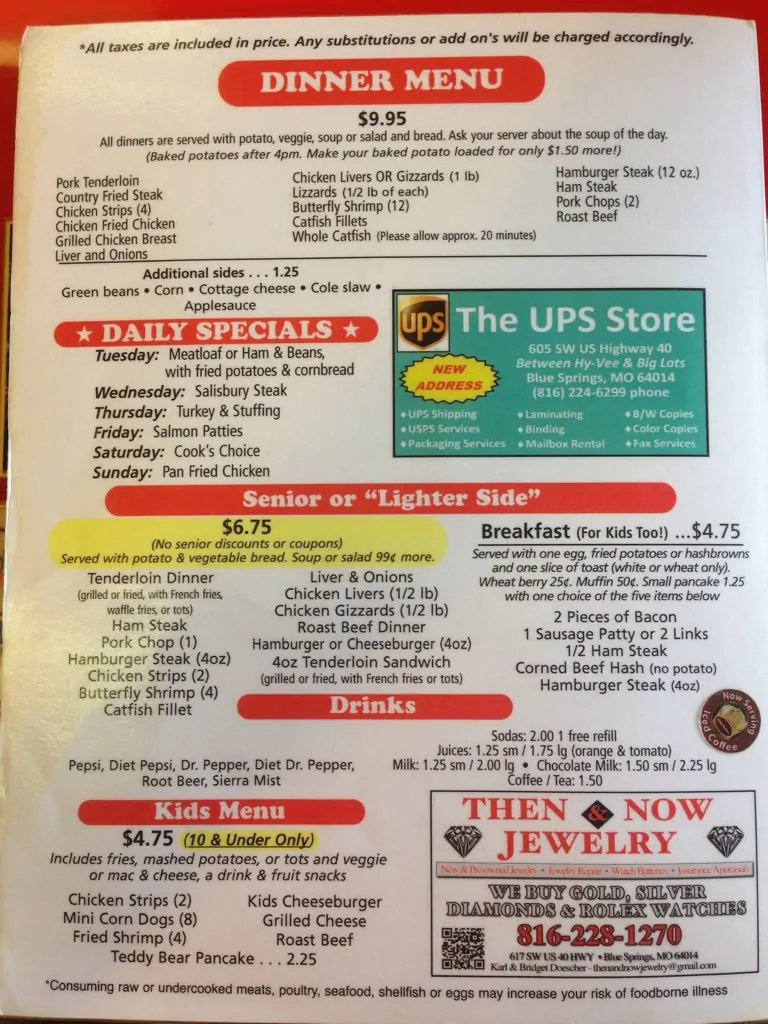 *All taxes are included in price. Any substitutions or add on's will be charged accordingly.
DINNER MENU
$9.95
All dinners are served with potato, veggie, soup or salad and bread. Ask your server about the soup of the day.
(Baked potatoes after 4pm. Make your baked potato loaded for only $1.50 more!)
Pork Tenderloin
Country Fried Steak
Chicken Strips (4)
Chicken Fried Chicken
Grilled Chicken Breast
Liver and Onions
Chicken Livers OR Gizzards (1 lb)
Lizzards (1/2 lb of each)
Butterfly Shrimp (12)
Catfish Fillets
Whole Catfish (Please allow approx. 20 minutes)
Hamburger Steak (12 oz.)
Ham Steak
Pork Chops (2)
Roast Beef
Additional sides . . . 1.25
Green beans • Corn • Cottage cheese • Cole slaw •
Applesauce
★ DAILY SPECIALS ★
Tuesday: Meatloaf or Ham & Beans,
with fried potatoes & cornbread
Wednesday: Salisbury Steak
Thursday: Turkey & Stuffing
Friday: Salmon Patties
Saturday: Cook's Choice
Sunday: Pan Fried Chicken
ups
The UPS Store
NEW
ADDRESS
605 SW US Highway 40
Between Hy-Vee & Big Lots
Blue Springs, MO 64014
(816) 224-6299 phone
◆UPS Shipping
◆USPS Services
◆Packaging Services
◆Laminating
◆Binding
◆Mailbox Rental
◆B/W Copies
◆Color Copies
◆Fax Services
Senior or "Lighter Side"
$6.75
(No senior discounts or coupons)
Served with potato & vegetable bread. Soup or salad 99¢ more.
Tenderloin Dinner
(grilled or fried, with French fries,
waffle fries, or tots)
Ham Steak
Pork Chop (1)
Hamburger Steak (4oz)
Chicken Strips (2)
Butterfly Shrimp (4)
Catfish Fillet
Liver & Onions
Chicken Livers (1/2 lb)
Chicken Gizzards (1/2 lb)
Roast Beef Dinner
Hamburger or Cheeseburger (4oz)
4oz Tenderloin Sandwich
(grilled or fried, with French fries or tots)
Breakfast (For Kids Too!) ...$4.75
Served with one egg, fried potatoes or hashbrowns
and one slice of toast (white or wheat only).
Wheat berry 25¢. Muffin 50¢. Small pancake 1.25
with one choice of the five items below
2 Pieces of Bacon
1 Sausage Patty or 2 Links
1/2 Ham Steak
Corned Beef Hash (no potato)
Hamburger Steak (4oz)
Now Serving
Iced Coffee
Drinks
Pepsi, Diet Pepsi, Dr. Pepper, Diet Dr. Pepper,
Root Beer, Sierra Mist
Sodas: 2.00 1 free refill
Juices: 1.25 sm / 1.75 lg (orange & tomato)
Milk: 1.25 sm / 2.00 lg • Chocolate Milk: 1.50 sm / 2.25 lg
Coffee / Tea: 1.50
Kids Menu
$4.75 (10 & Under Only)
Includes fries, mashed potatoes, or tots and veggie
or mac & cheese, a drink & fruit snacks
Chicken Strips (2)
Mini Corn Dogs (8)
Fried Shrimp (4)
Kids Cheeseburger
Grilled Cheese
Roast Beef
Teddy Bear Pancake . . . 2.25
THEN & NOW
JEWELRY
New & Pre-owned Jewelry • Jewelry Repair • Watch Batteries • Insurance Appraisals
WE BUY GOLD, SILVER
DIAMONDS & ROLEX WATCHES
816-228-1270
617 SW US 40 HWY • Blue Springs, MO 64014
Karl & Bridget Doescher - thenandnowjewelry@gmail.com
*Consuming raw or undercooked meats, poultry, seafood, shellfish or eggs may increase your risk of foodborne illness